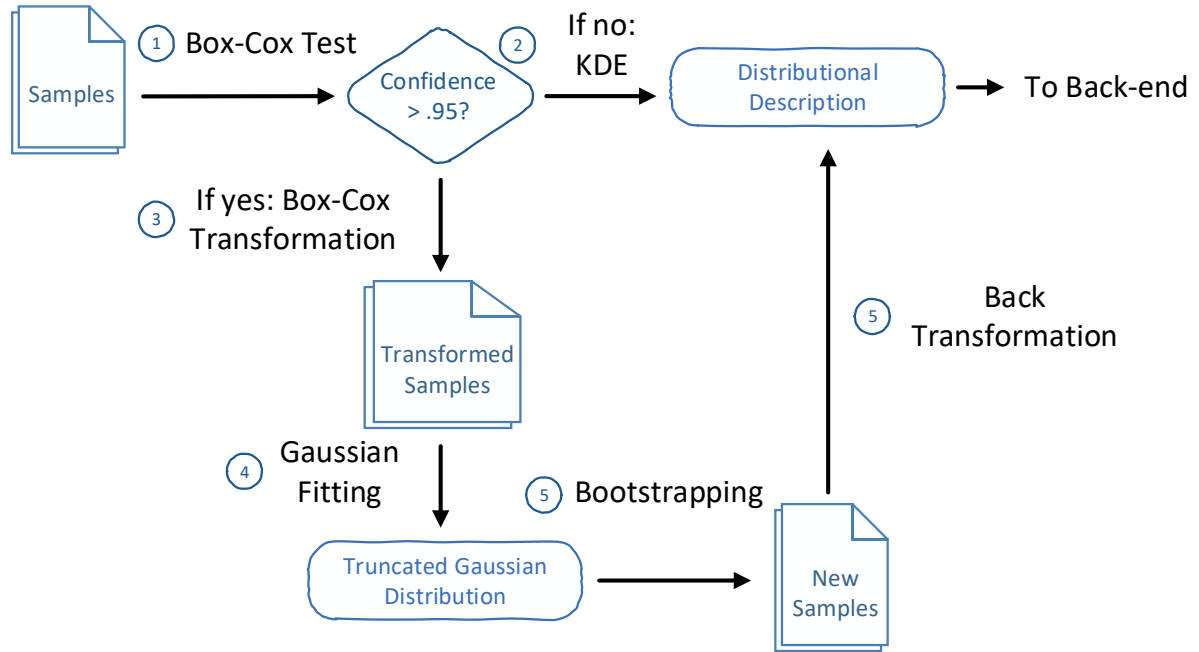 Samples
1
Box-Cox Test
Confidence
> .95?
2
If no:
KDE
Distributional
Description
To Back-end
3
If yes: Box-Cox
Transformation
Transformed
Samples
5
Back
Transformation
4
Gaussian
Fitting
5
Bootstrapping
Truncated Gaussian
Distribution
New
Samples